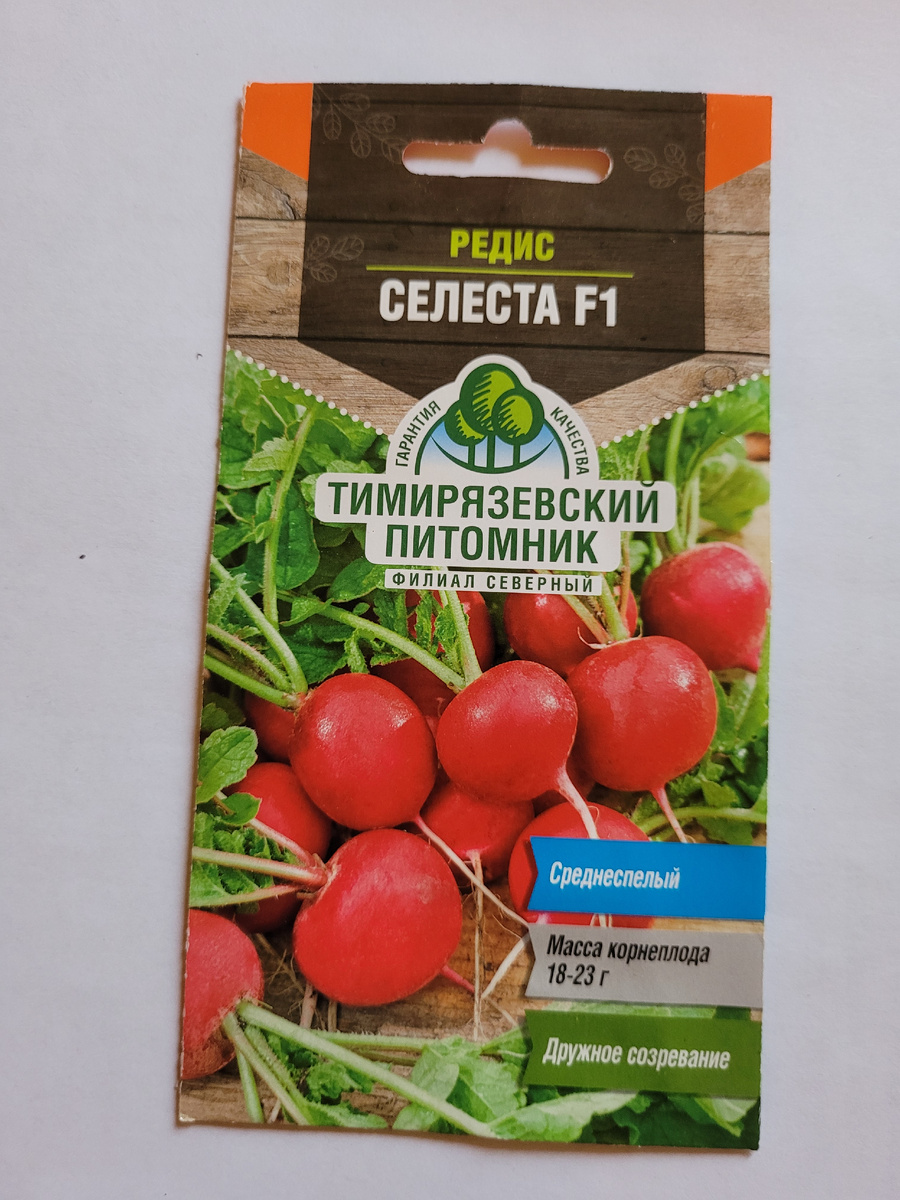 РЕДИС
СЕЛЕСТА F1
ГАРАНТИЯ КАЧЕСТВА
ТИМИРЯЗЕВСКИЙ
ПИТОМНИК
ФИЛИАЛ СЕВЕРНЫЙ
Среднеспелый
Масса корнеплода
18-23 г
Дружное созревание